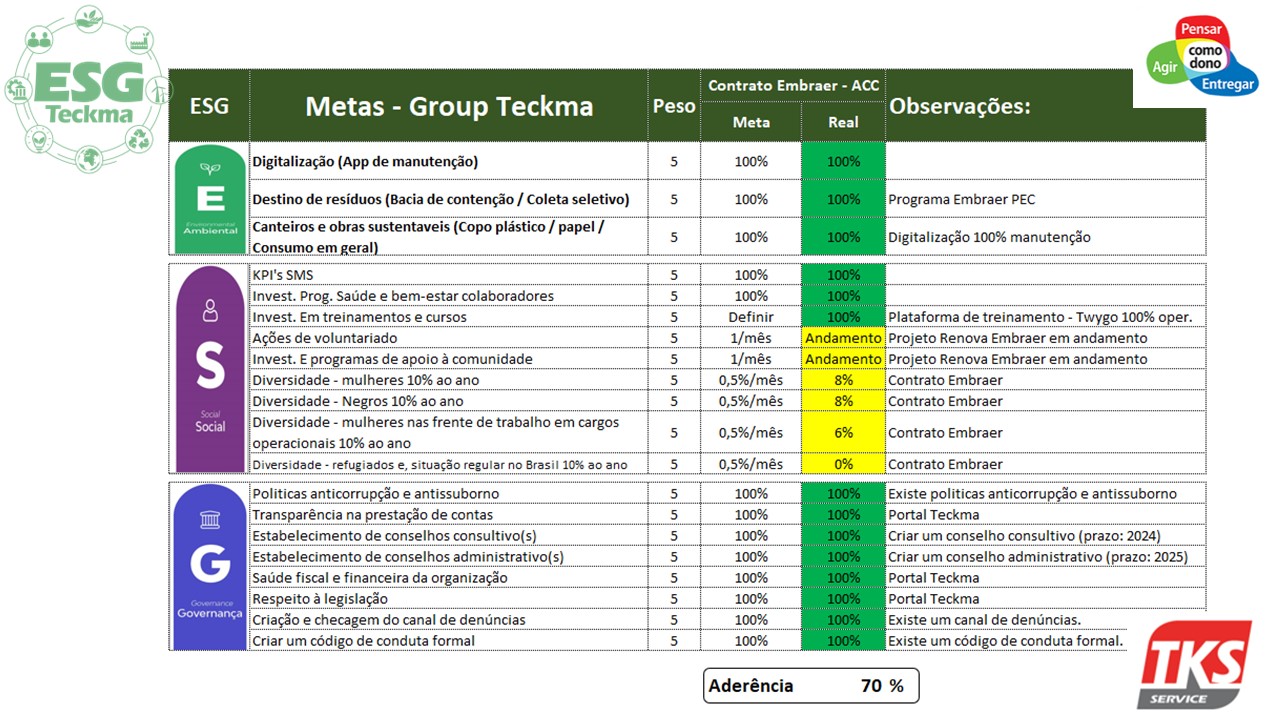 ESG
Teckma
Pensar
Agir
como
dono
Entregar
ESG
Metas - Group Teckma
Peso
Contrato Embraer - ACC
Meta
Real
Observações:
E
Environmental
Ambiental
Digitalização (App de manutenção) 5 100% 100%
Destino de resíduos (Bacia de contenção / Coleta seletivo) 5 100% 100% Programa Embraer PEC
Canteiros e obras sustentaveis (Copo plástico / papel /
Consumo em geral) 5 100% 100% Digitalização 100% manutenção
S
Social
Social
KPI's SMS 5 100% 100%
Invest. Prog. Saúde e bem-estar colaboradores 5 100% 100%
Invest. Em treinamentos e cursos 5 Definir 100% Plataforma de treinamento - Twygo 100% oper.
Ações de voluntariado 5 1/mês Andamento Projeto Renova Embraer em andamento
Invest. E programas de apoio à comunidade 5 1/mês Andamento Projeto Renova Embraer em andamento
Diversidade - mulheres 10% ao ano 5 0,5%/mês 8% Contrato Embraer
Diversidade - Negros 10% ao ano 5 0,5%/mês 8% Contrato Embraer
Diversidade - mulheres nas frente de trabalho em cargos
operacionais 10% ao ano 5 0,5%/mês 6% Contrato Embraer
Diversidade - refugiados e, situação regular no Brasil 10% ao ano 5 0,5%/mês 0% Contrato Embraer
G
Governance
Governança
Politicas anticorrupção e antissuborno 5 100% 100% Existe politicas anticorrupção e antissuborno
Transparência na prestação de contas 5 100% 100% Portal Teckma
Estabelecimento de conselhos consultivo(s) 5 100% 100% Criar um conselho consultivo (prazo: 2024)
Estabelecimento de conselhos administrativo(s) 5 100% 100% Criar um conselho administrativo (prazo: 2025)
Saúde fiscal e financeira da organização 5 100% 100% Portal Teckma
Respeito à legislação 5 100% 100% Portal Teckma
Criação e checagem do canal de denúncias 5 100% 100% Existe um canal de denúncias.
Criar um código de conduta formal 5 100% 100% Existe um código de conduta formal.
Aderência 70 %
TKS
SERVICE